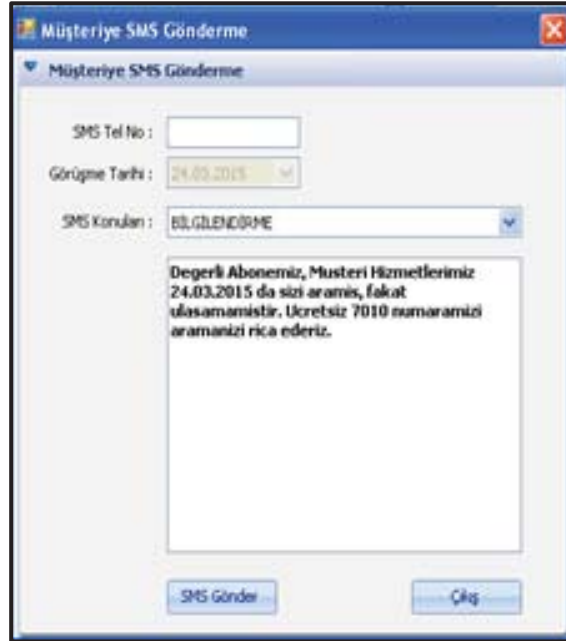 Müşteriye SMS Gönderme
Müşteriye SMS Gönderme
SMS Tel No :
Görüşme Tarihi : 24.03.2015
SMS Konuları : BİLGİLENDİRME
Degerli Abonemiz, Musteri Hizmetlerimiz
24.03.2015 da sizi aramis, fakat
ulasamamistir. Ucretsiz 7010 numaramizi
aramanizi rica ederiz.
SMS Gönder Çıkış